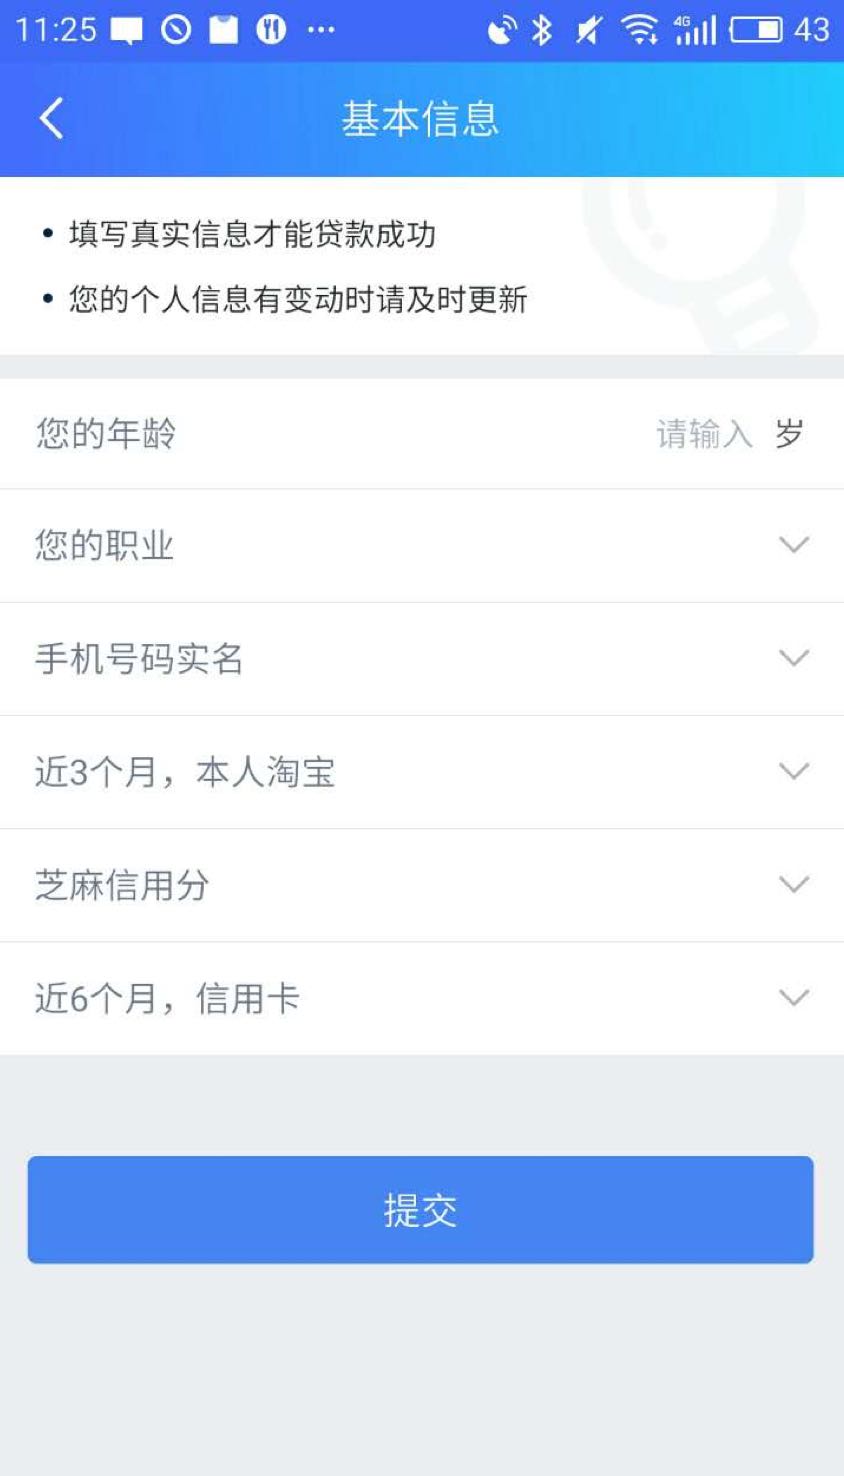 11:25 4G 43
基本信息
填写真实信息才能贷款成功
您的个人信息有变动时请及时更新
您的年龄 请输入 岁
您的职业
手机号码实名
近3个月，本人淘宝
芝麻信用分
近6个月，信用卡
提交